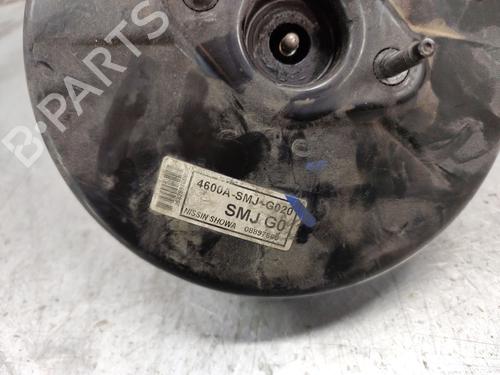 B-PARTS
4600A-SMJ-G020
SMJ G0
NISSIN SHOWA